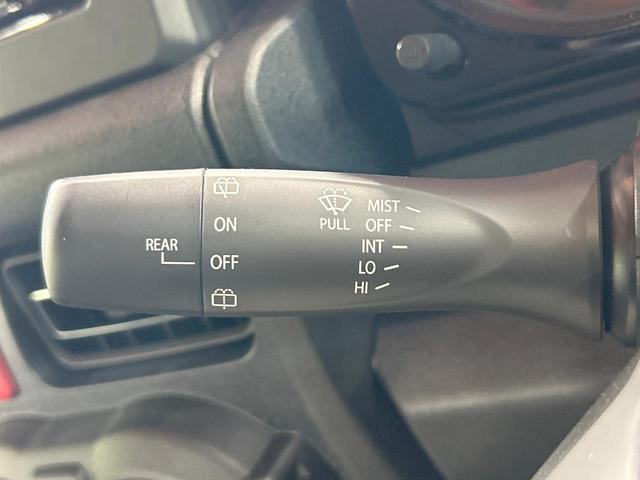 REAR
ON
OFF
PULL
MIST
OFF
INT
LO
HI